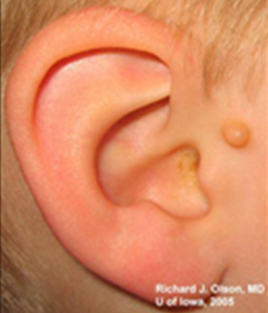 Richard J. Olson, MD
U of Iowa, 2005